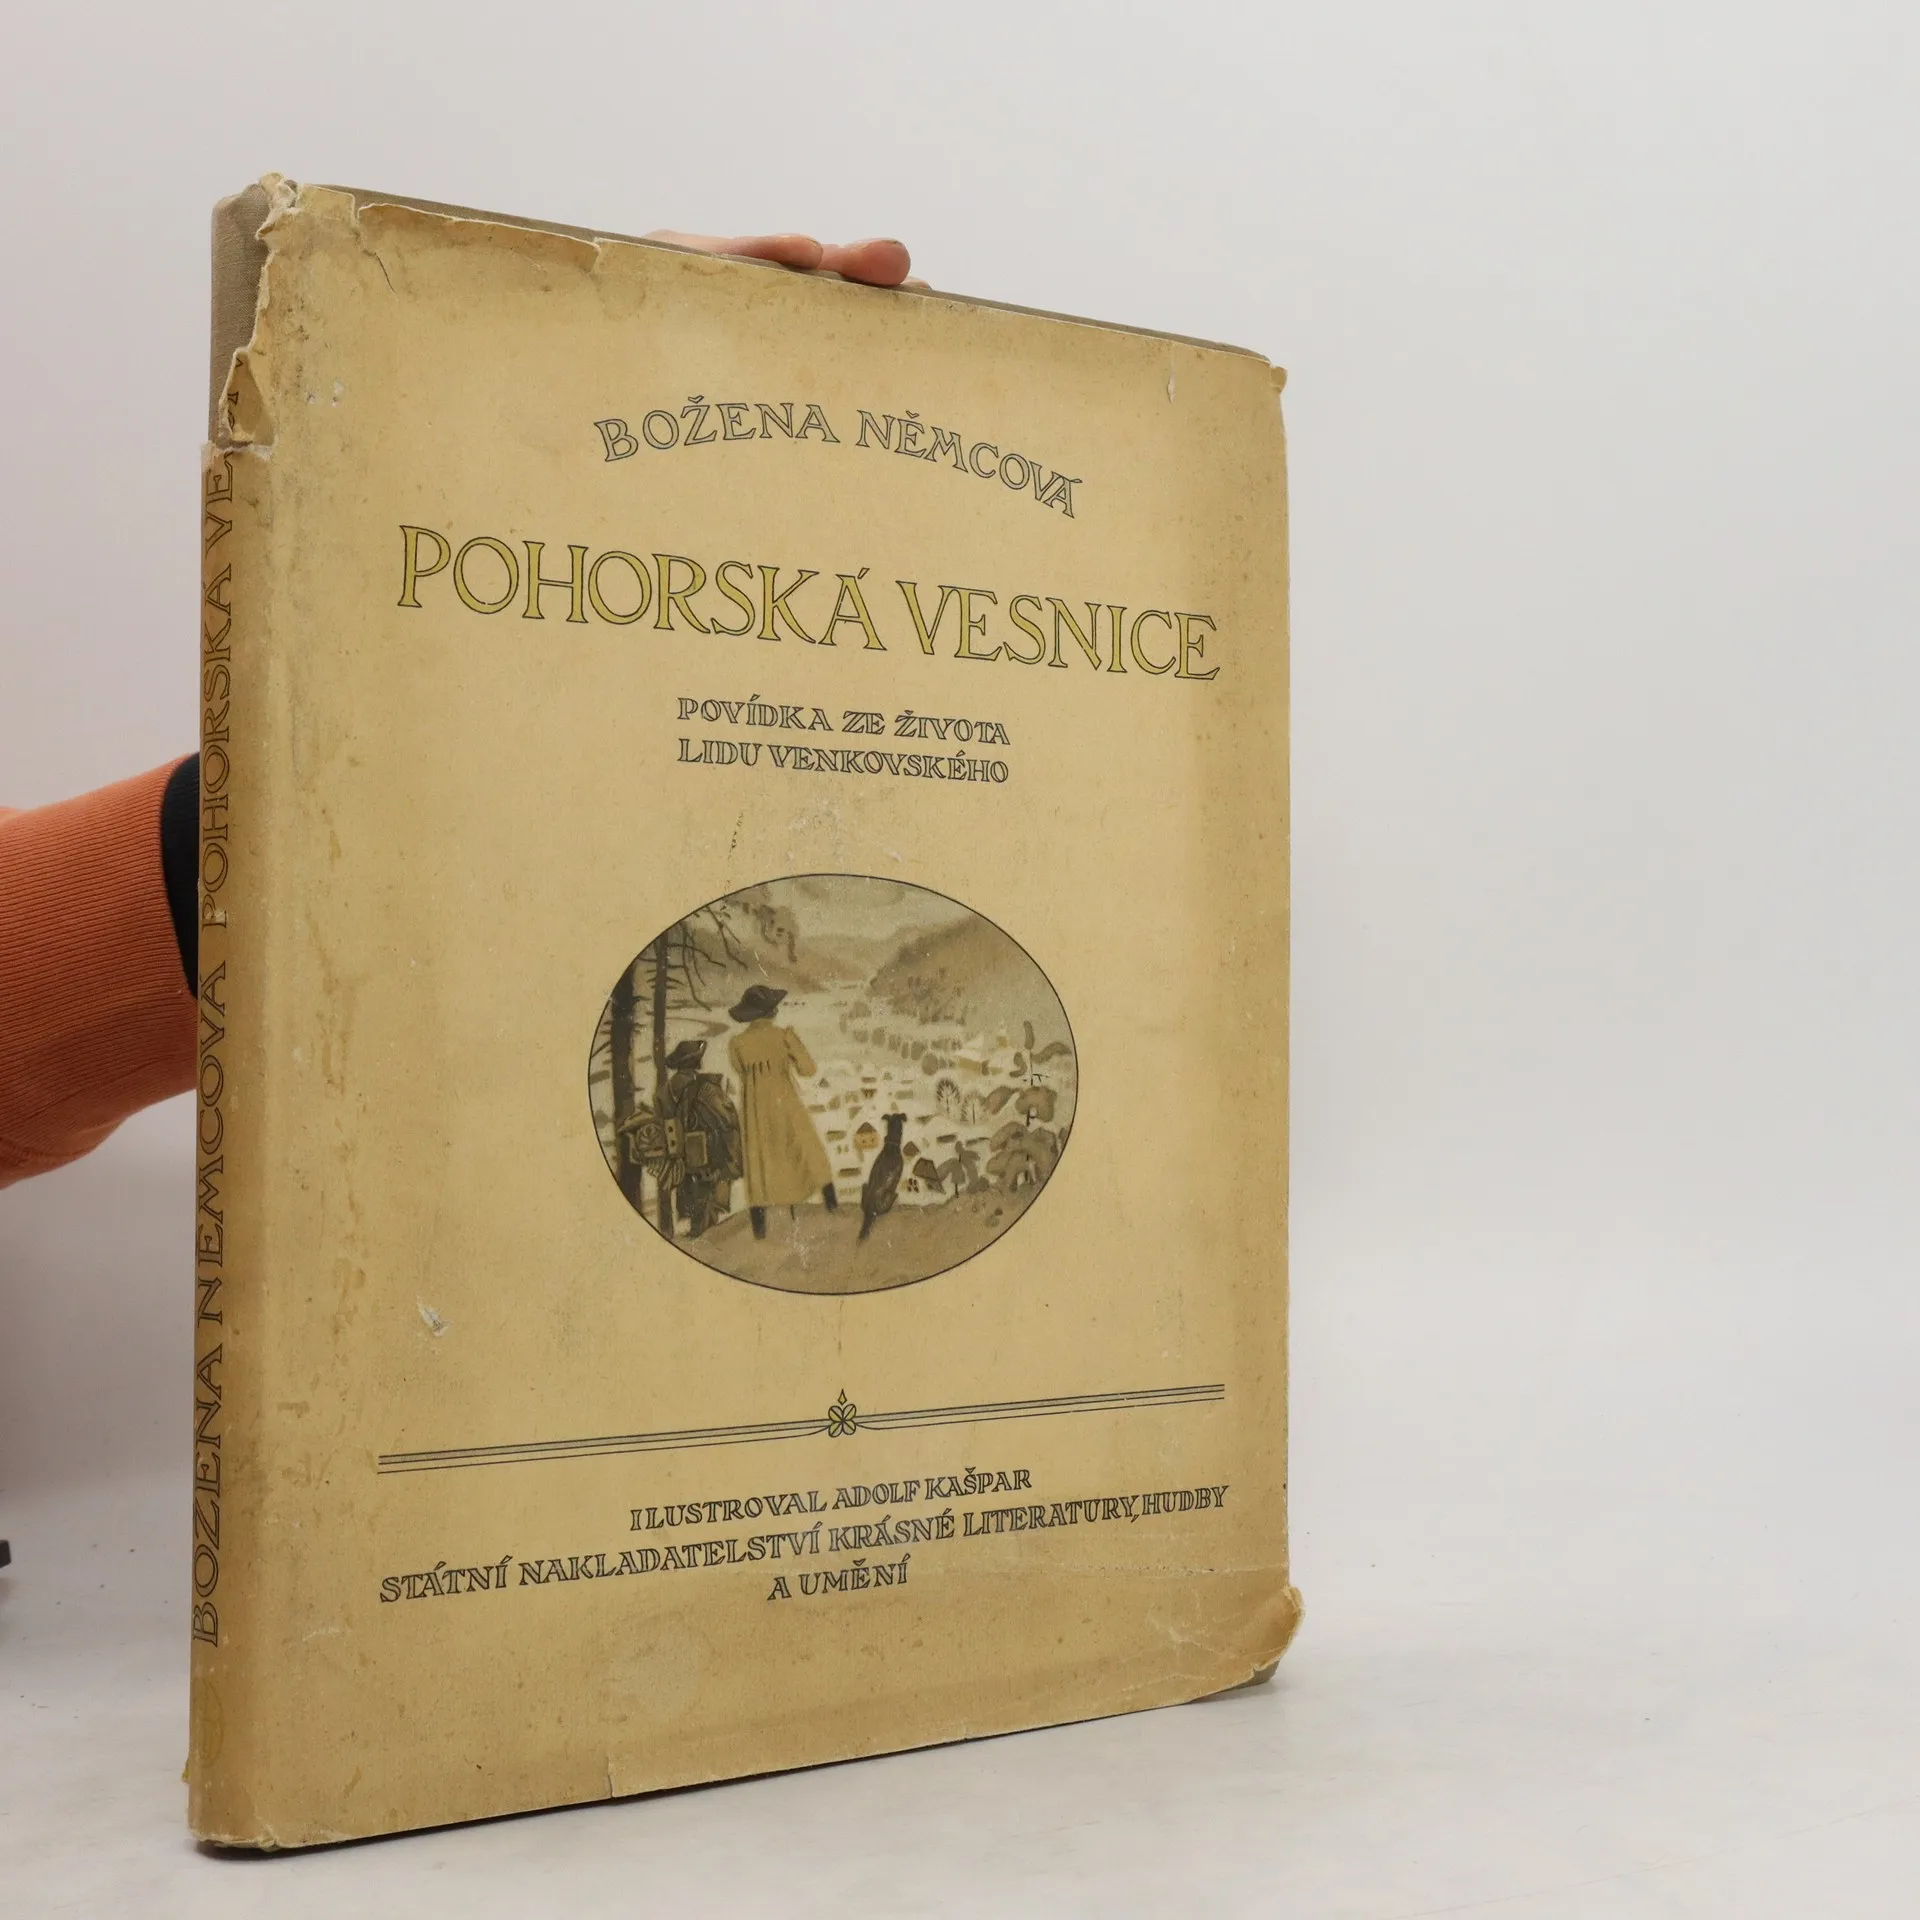 BOŽENA NĚMCOVÁ
POHORSKÁ VESNICE
POVÍDKA ZE ŽIVOTA
LIDU VENKOVSKÉHO
ILUSTROVAL ADOLF KAŠPAR
STÁTNÍ NAKLADATELSTVÍ KRÁSNÉ LITERATURY, HUDBY
A UMĚNÍ
BOŽENA NĚMCOVÁ POHORSKÁ